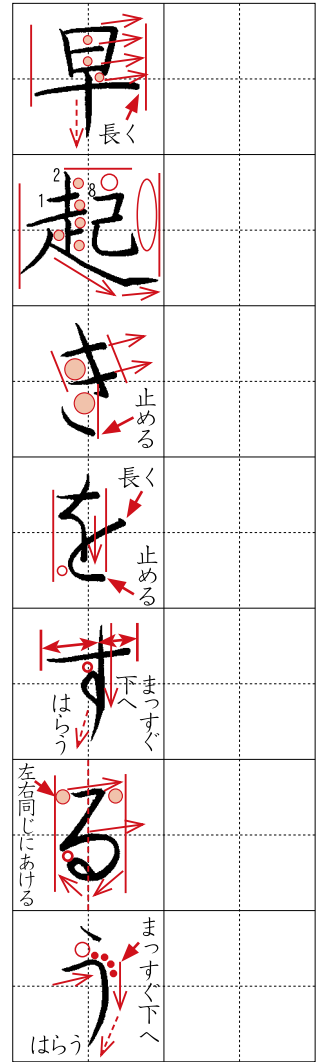 早
長く
起
2
1
8
き
止める
を
長く
止める
す
まっすぐ
下へ
はらう
る
左右同じにあける
う
まっすぐ下へ
はらう